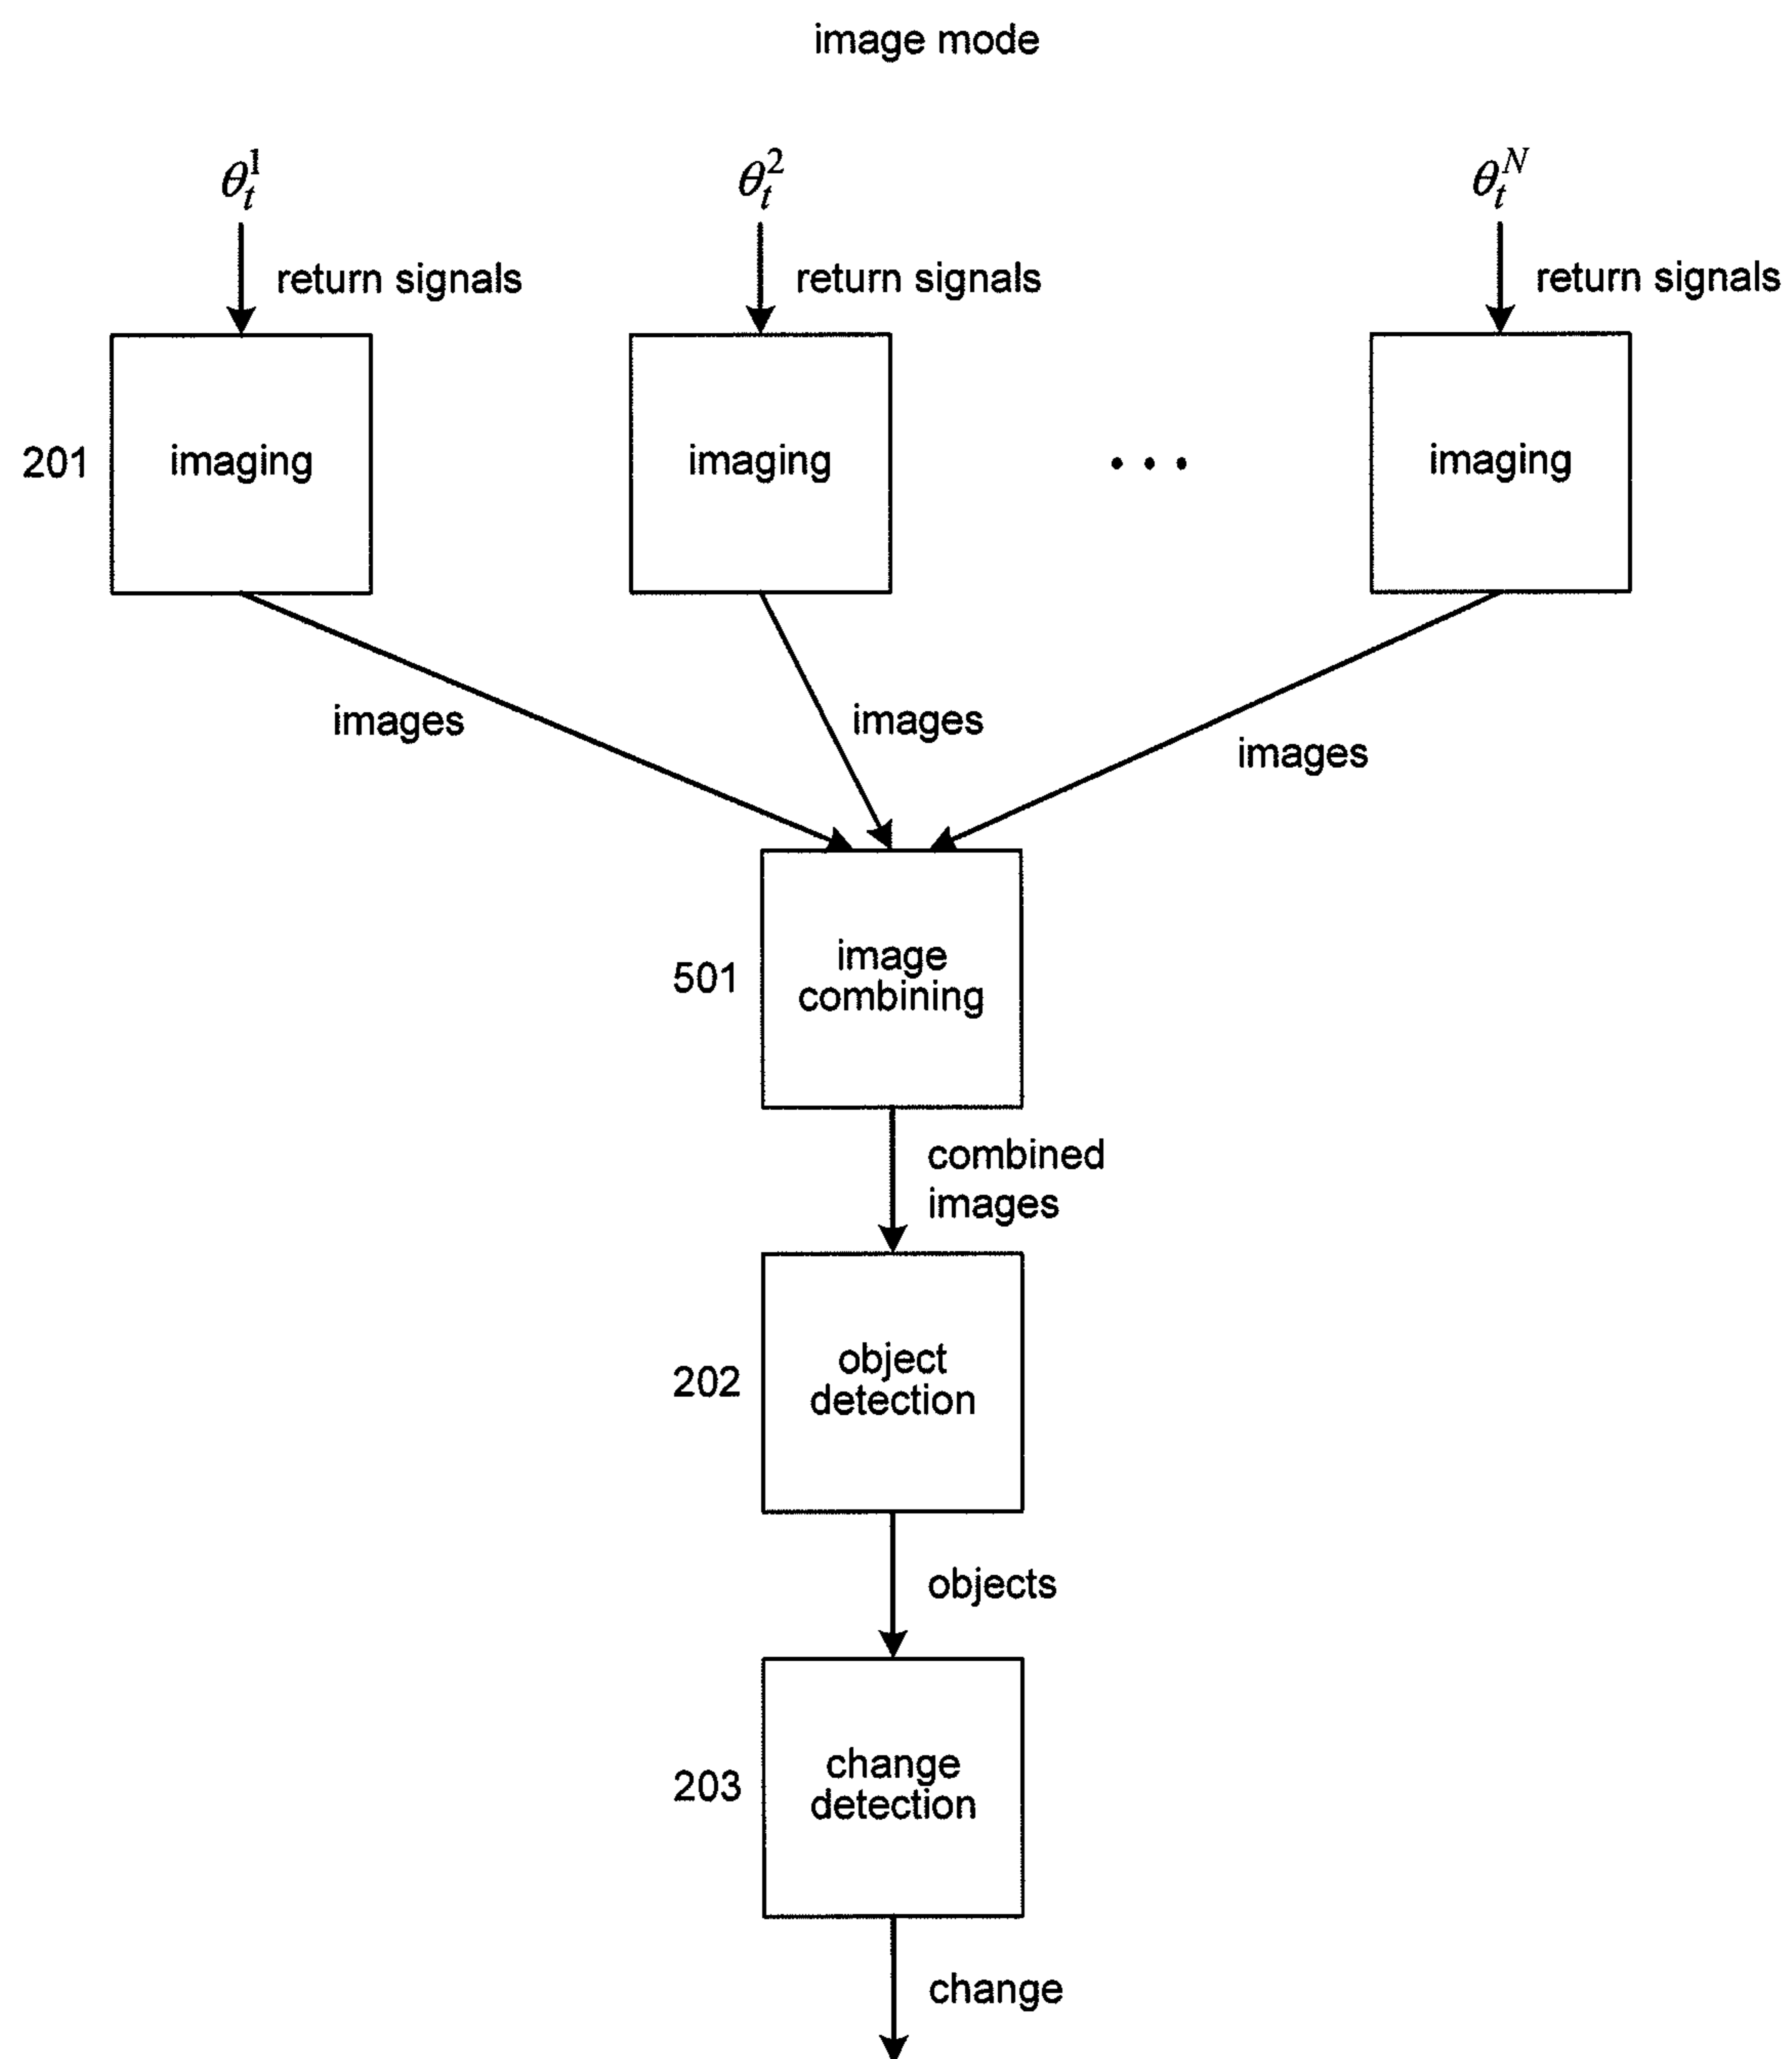 image mode
θ_t^1 θ_t^2 θ_t^N
return signals return signals return signals
201 imaging imaging • • • imaging
images images images
501 image
combining
combined
images
202 object
detection
objects
203 change
detection
change